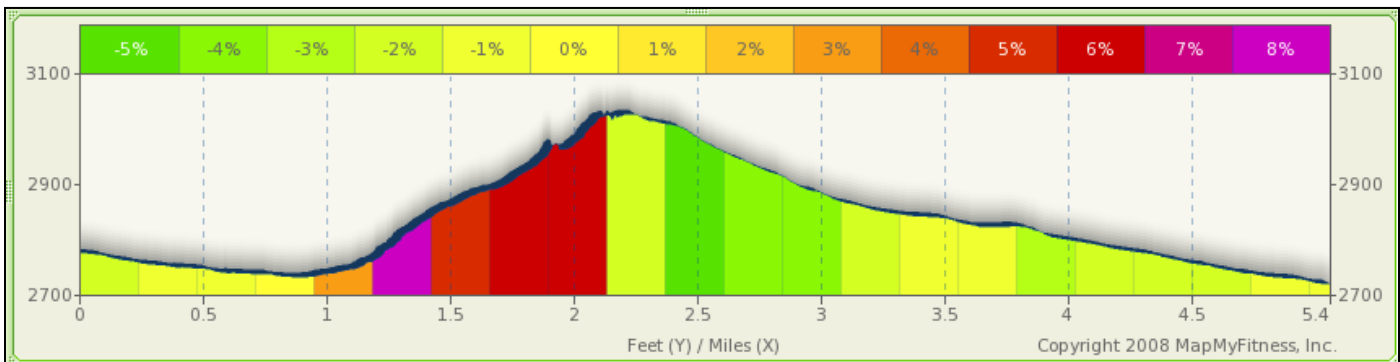 -5% -4% -3% -2% -1% 0% 1% 2% 3% 4% 5% 6% 7% 8%
3100 3100
2900 2900
2700 2700
0 0.5 1 1.5 2 2.5 3 3.5 4 4.5 5.4
Feet (Y) / Miles (X) Copyright 2008 MapMyFitness, Inc.